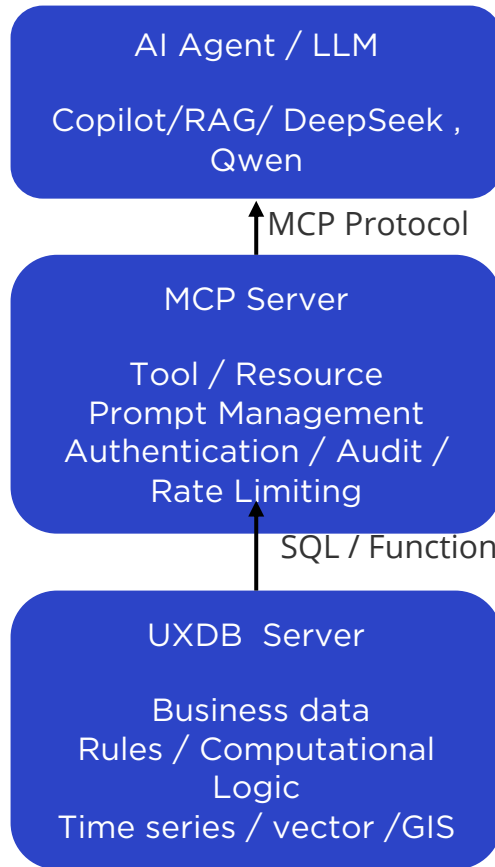 AI Agent / LLM
Copilot/RAG/ DeepSeek ,
Qwen
MCP Protocol
MCP Server
Tool / Resource
Prompt Management
Authentication / Audit /
Rate Limiting
SQL / Function
UXDB  Server
Business data
Rules / Computational
Logic
Time series / vector /GIS